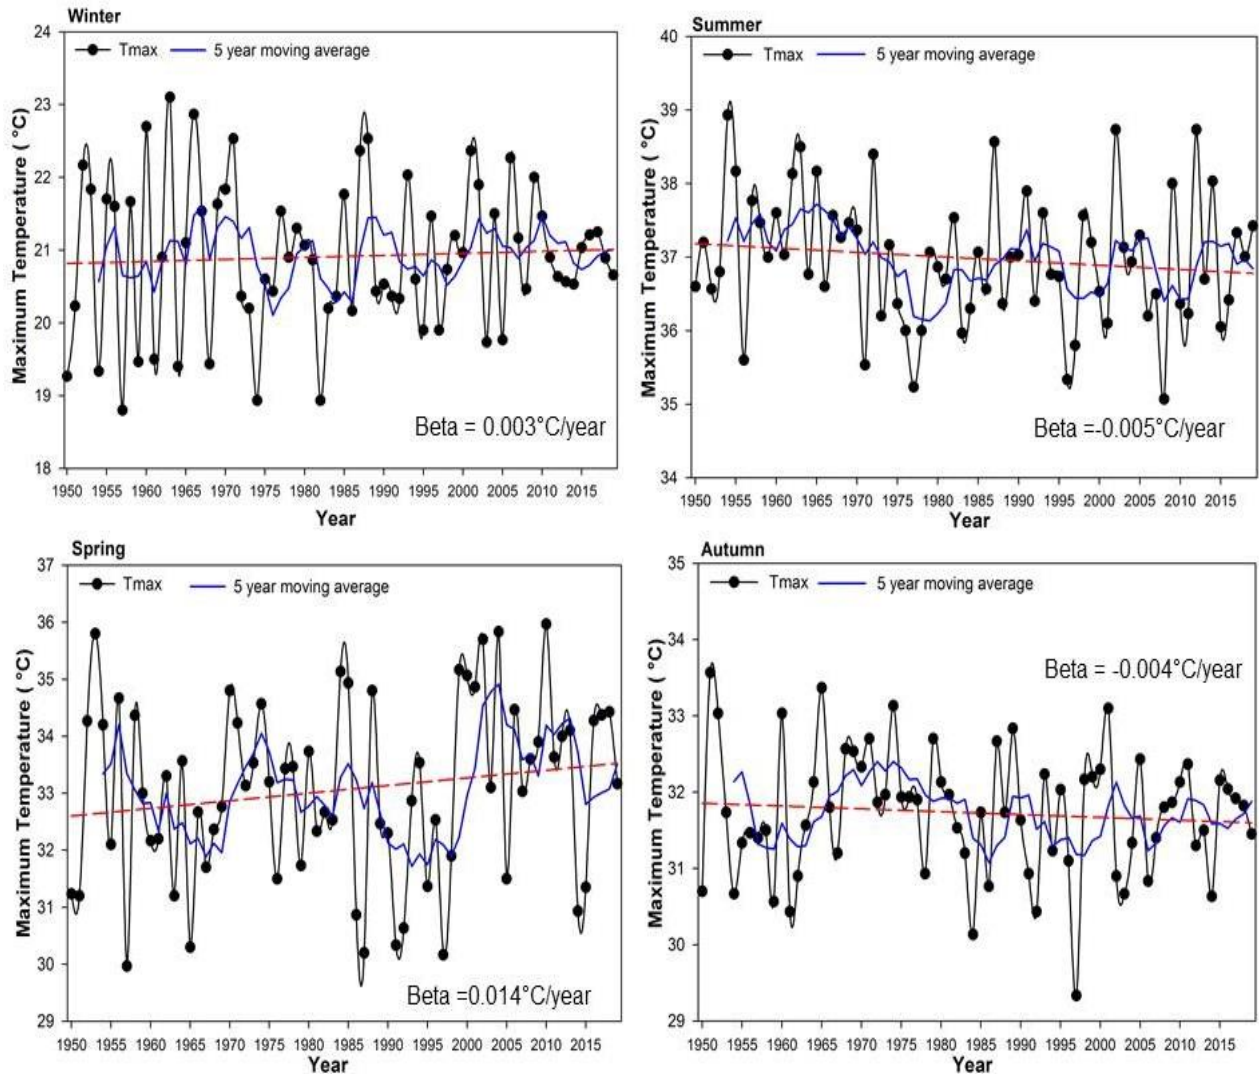 Winter
24
Tmax 5 year moving average
23
22
21
20
19
18
Maximum Temperature ( °C)
Beta = 0.003°C/year
1950 1955 1960 1965 1970 1975 1980 1985 1990 1995 2000 2005 2010 2015
Year
Summer
40
Tmax 5 year moving average
39
38
37
36
35
34
Maximum Temperature ( °C)
Beta =-0.005°C/year
1950 1955 1960 1965 1970 1975 1980 1985 1990 1995 2000 2005 2010 2015
Year
Spring
37
Tmax 5 year moving average
36
35
34
33
32
31
30
29
Maximum Temperature ( °C)
Beta =0.014°C/year
1950 1955 1960 1965 1970 1975 1980 1985 1990 1995 2000 2005 2010 2015
Year
Autumn
35
Tmax 5 year moving average
34
33
32
31
30
29
Maximum Temperature ( °C)
Beta = -0.004°C/year
1950 1955 1960 1965 1970 1975 1980 1985 1990 1995 2000 2005 2010 2015
Year